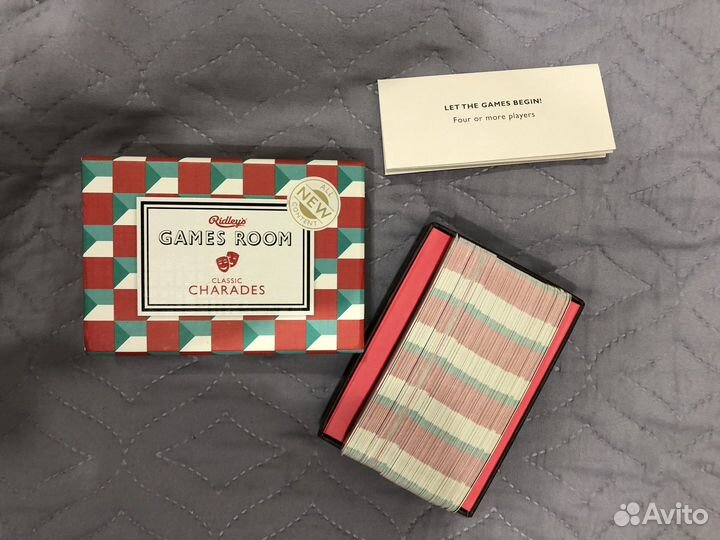 LET THE GAMES BEGIN!
Four or more players
ALL
NEW
CONTENT
Ridley's
GAMES ROOM
CLASSIC
CHARADES
Avito